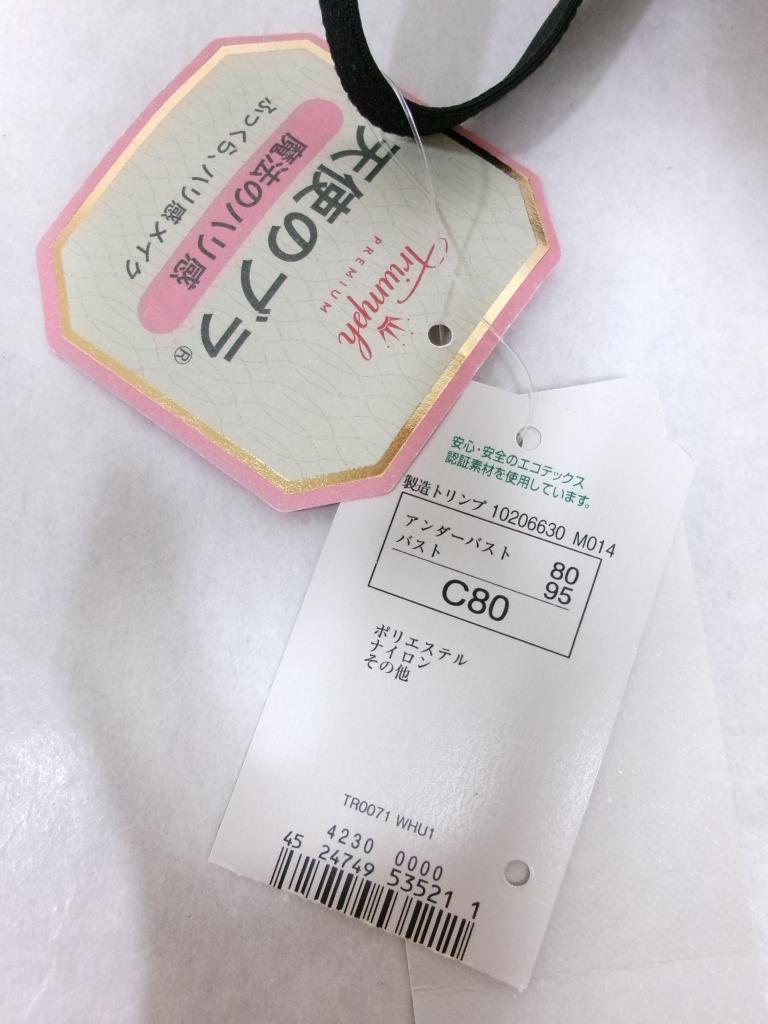 Triumph
PREMIUM
天使のブラ®
魔法のハリ感
ふっくら、ハリ感メイク
安心・安全のエコテックス
認証素材を使用しています。
製造トリンプ 10206630 M014
アンダーバスト 80
バスト 95
C80
ポリエステル
ナイロン
その他
TR0071 WHU1
4230 0000
45 24749 53521 1